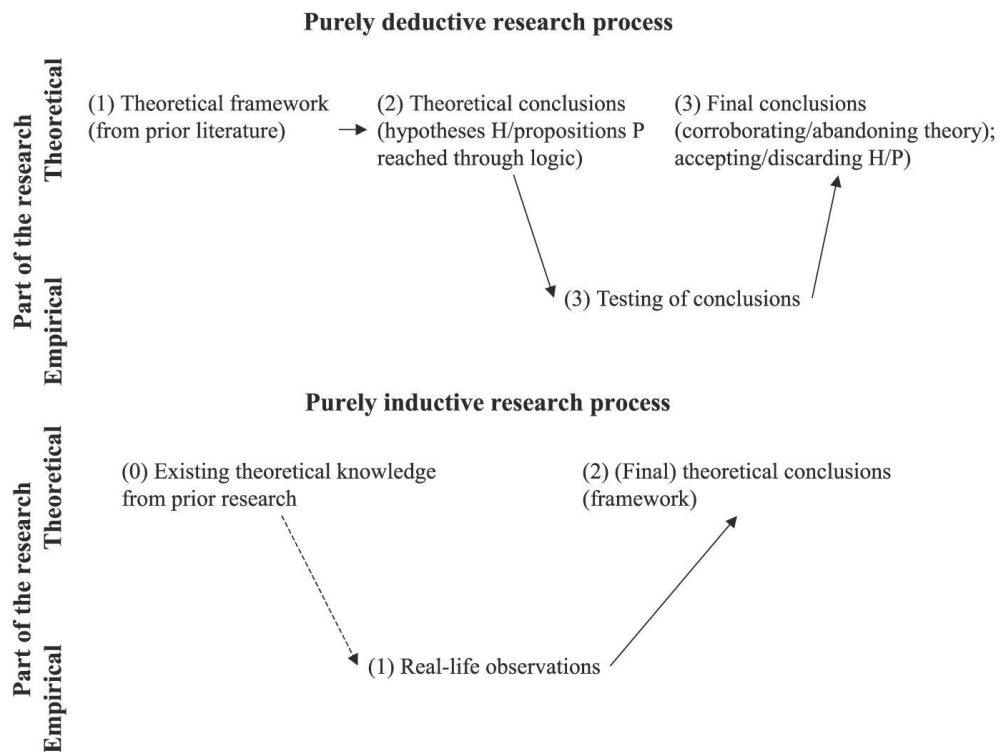 Purely deductive research process
Part of the research
Theoretical
Empirical
(1) Theoretical framework
(from prior literature)
(2) Theoretical conclusions
(hypotheses H/propositions P
reached through logic)
(3) Final conclusions
(corroborating/abandoning theory);
accepting/discarding H/P)
(3) Testing of conclusions
Purely inductive research process
Part of the research
Theoretical
Empirical
(0) Existing theoretical knowledge
from prior research
(2) (Final) theoretical conclusions
(framework)
(1) Real-life observations